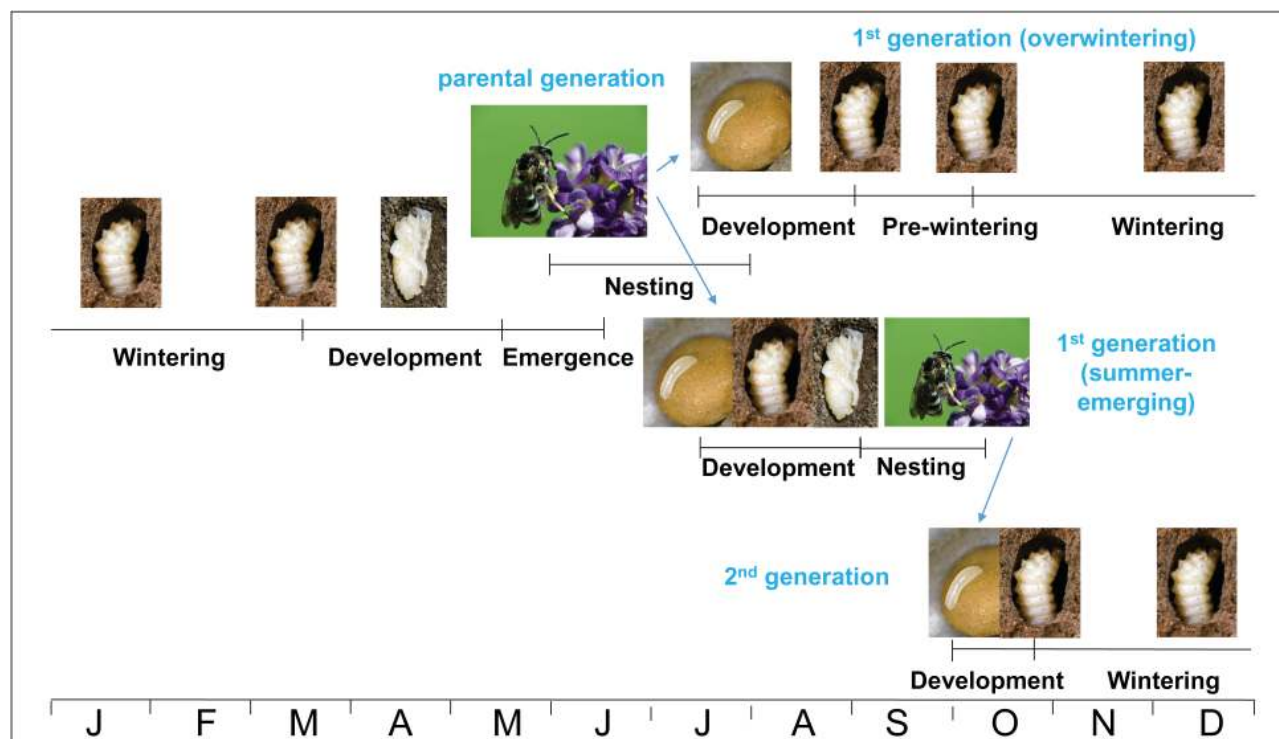 1st generation (overwintering)
parental generation
Development Pre-wintering Wintering
Nesting
Wintering Development Emergence
1st generation
(summer-
emerging)
Development Nesting
2nd generation
Development Wintering
J F M A M J J A S O N D